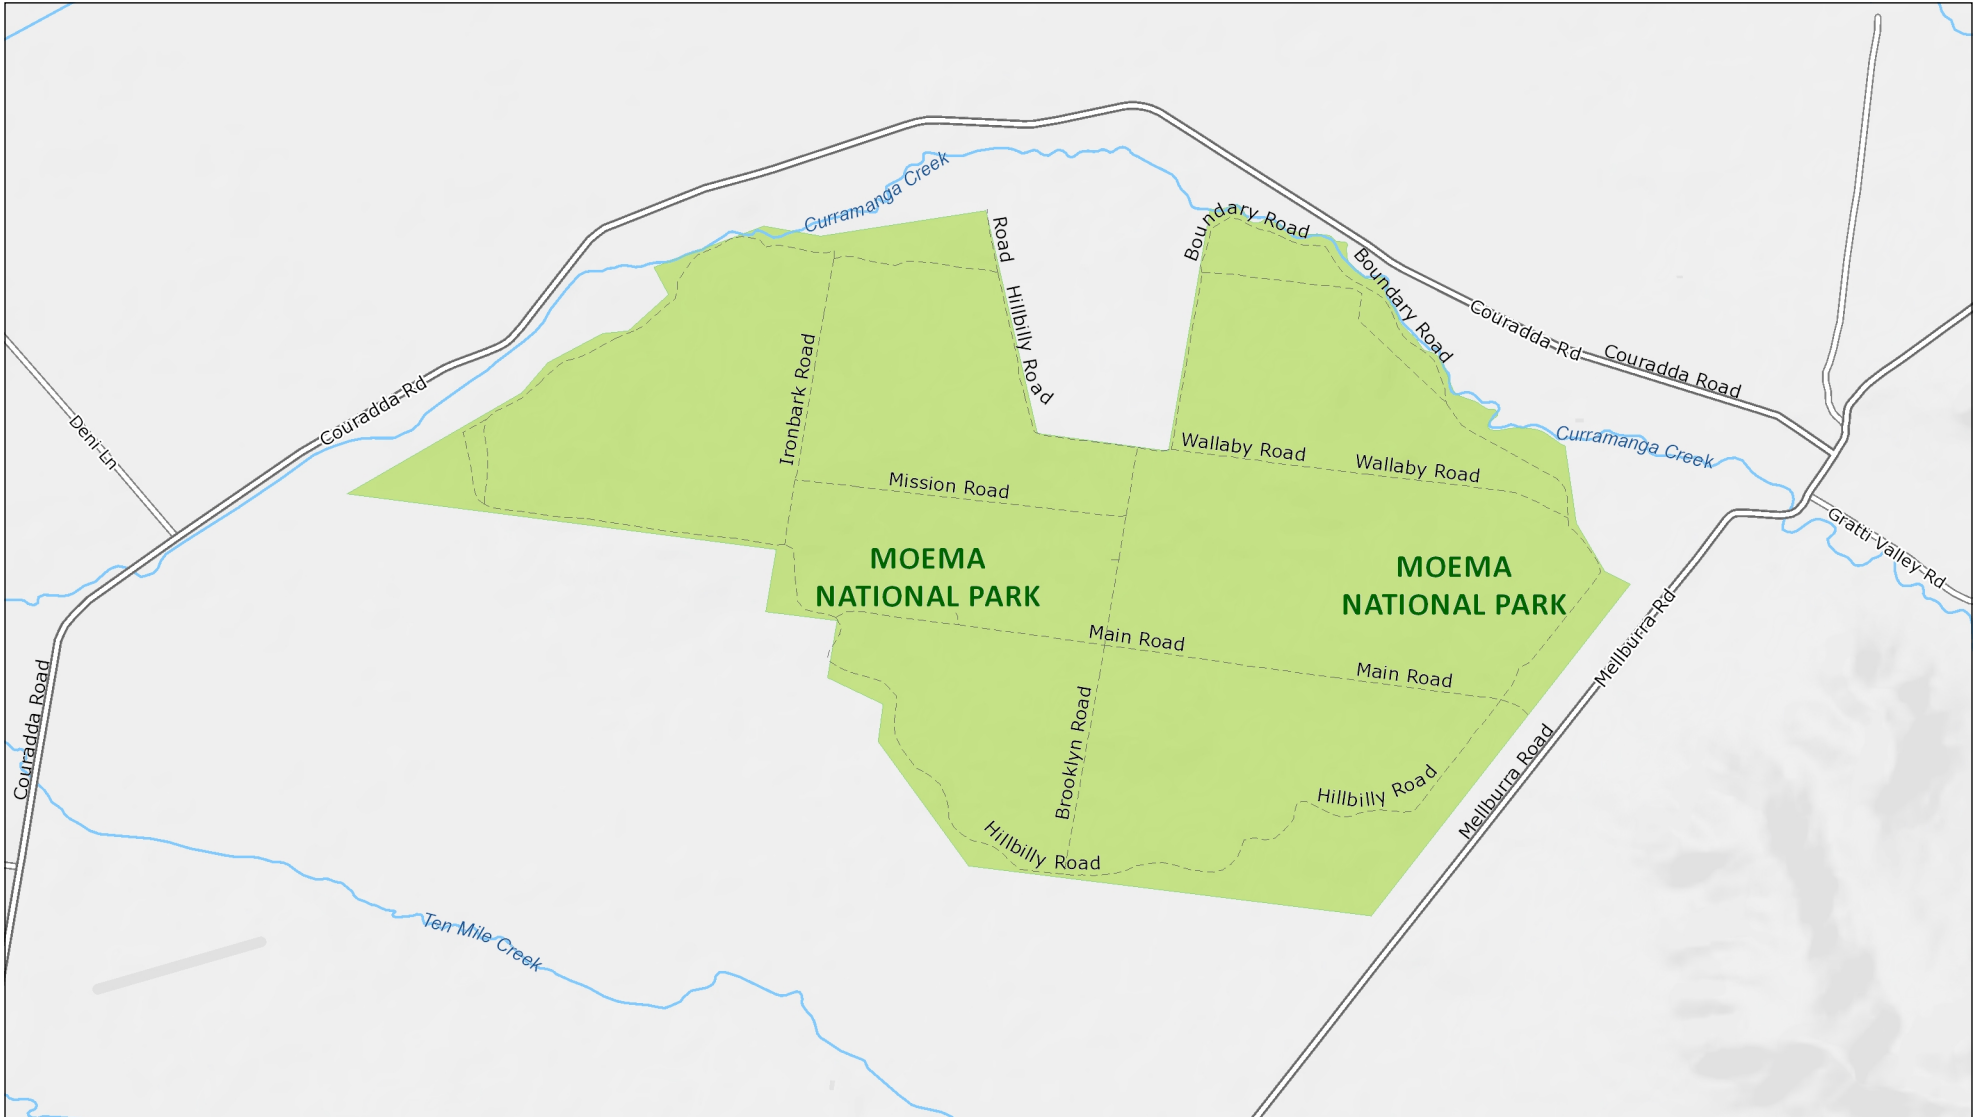 Curramanga Creek
Road
Hillbilly Road
Boundary Road
Boundary Road
Couradda Rd
Couradda Road
Couradda-Rd
Deni-Ln
Ironbark Road
Wallaby Road
Wallaby Road
Curramanga Creek
Mission Road
Gratti-Valley-Rd
MOEMA
NATIONAL PARK
MOEMA
NATIONAL PARK
Main Road
Main Road
Mellburra-Rd
Couradda Road
Brooklyn Road
Hillbilly Road
Mellburra Road
Hillbilly Road
Ten Mile Creek